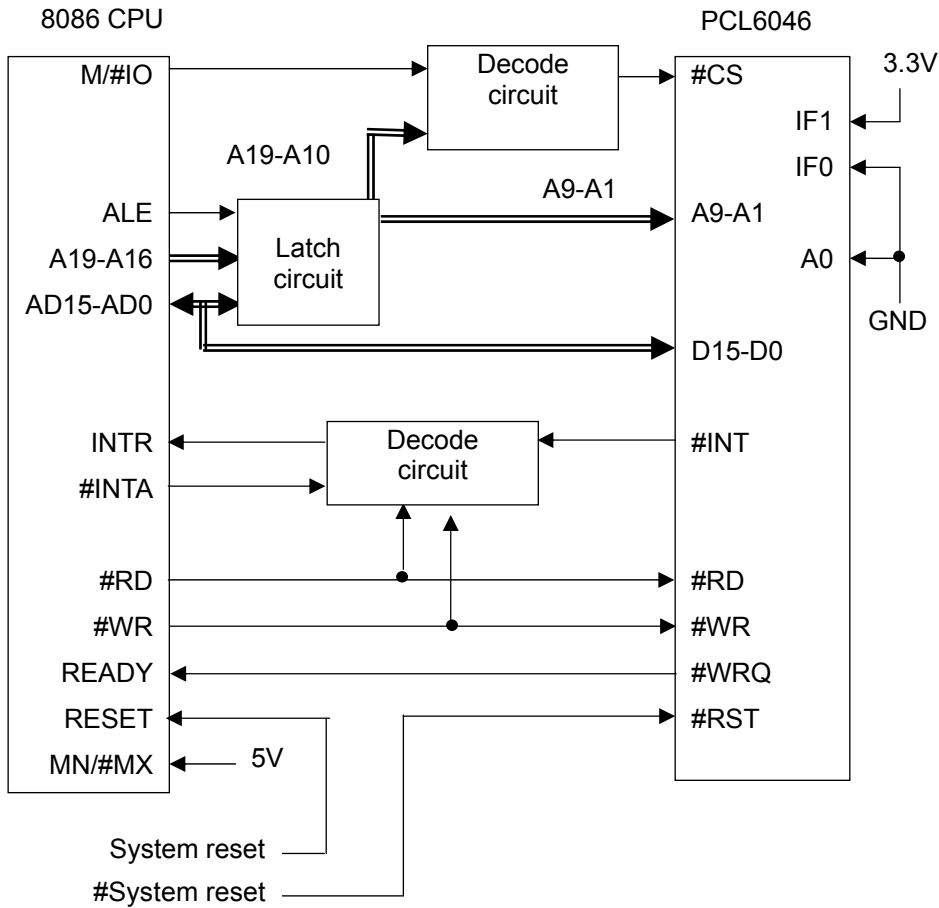 8086 CPU
PCL6046
M/#IO
Decode
circuit
#CS
3.3V
IF1
IF0
A19-A10
A9-A1
ALE
A19-A16
AD15-AD0
Latch
circuit
A9-A1
A0
GND
D15-D0
INTR
#INTA
Decode
circuit
#INT
#RD
#RD
#WR
#WR
READY
#WRQ
RESET
#RST
MN/#MX
5V
System reset
#System reset